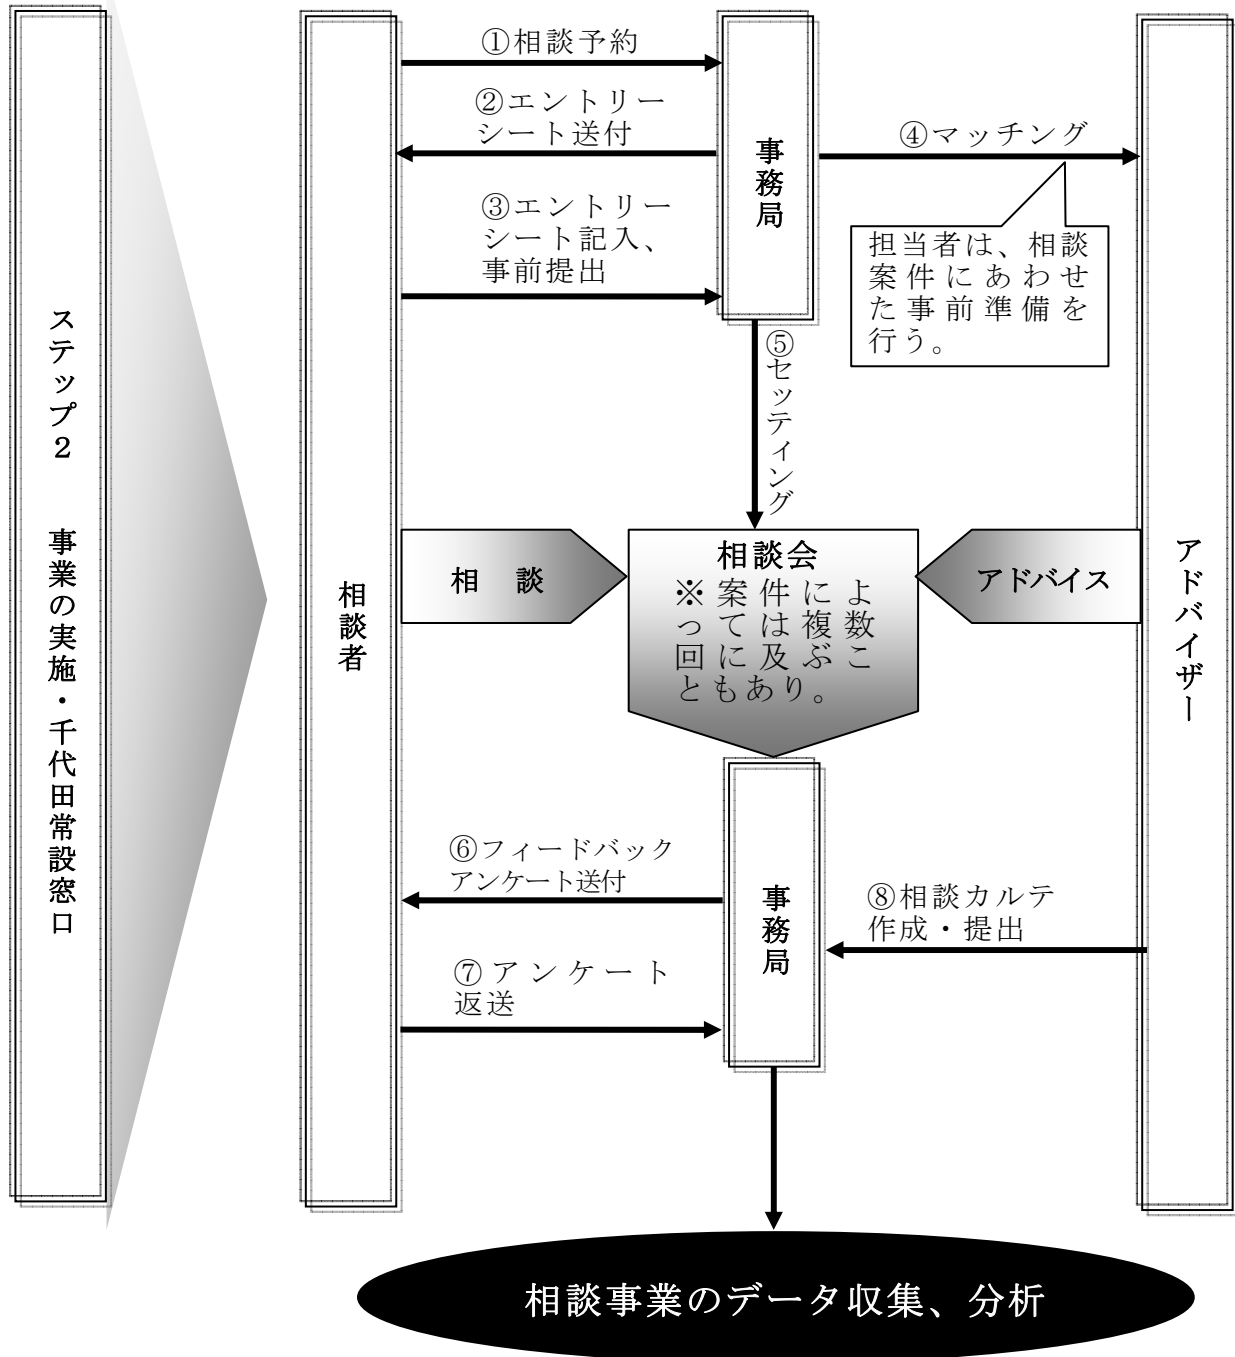 ステップ２　事業の実施・千代田常設窓口
相談者
①相談予約
②エントリー
シート送付
③エントリー
シート記入、
事前提出
事務局
④マッチング
担当者は、相談
案件にあわせ
た事前準備を
行う。
⑤セッティング
相　談
相談会
※案件によ
っては複数
回に及ぶこ
ともあり。
アドバイス
アドバイザー
⑥フィードバック
アンケート送付
⑦アンケート
返送
事務局
⑧相談カルテ
作成・提出
相談事業のデータ収集、分析